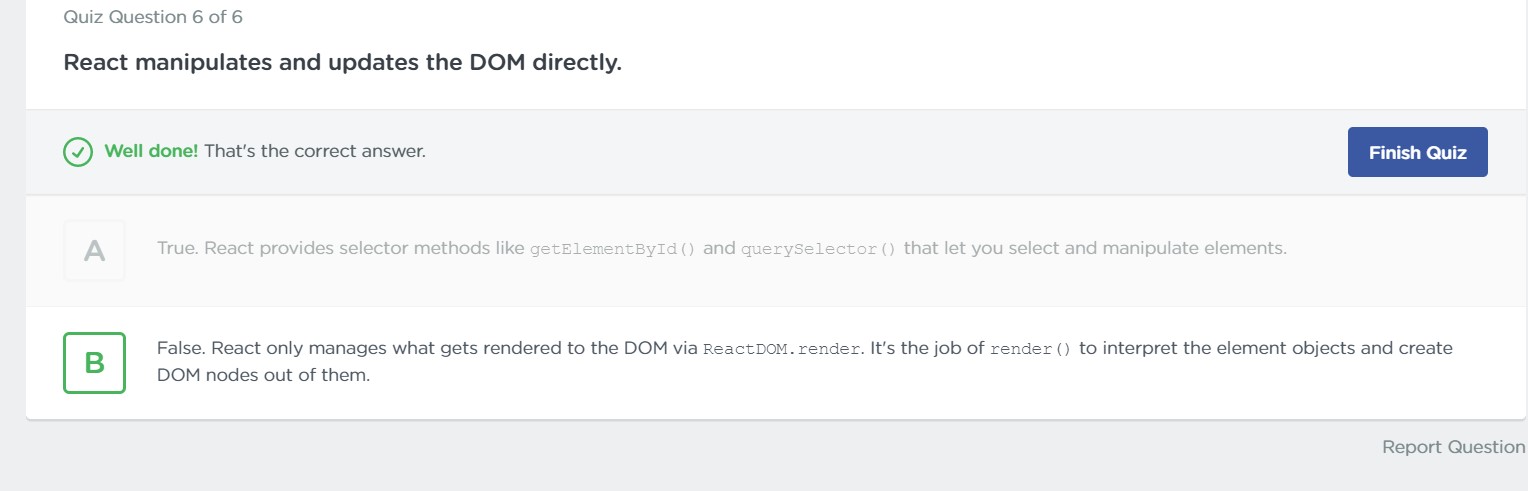 Quiz Question 6 of 6
React manipulates and updates the DOM directly.
Well done! That's the correct answer.
Finish Quiz
A
True. React provides selector methods like getElementById() and querySelector() that let you select and manipulate elements.
B
False. React only manages what gets rendered to the DOM via ReactDOM.render. It's the job of render() to interpret the element objects and create
DOM nodes out of them.
Report Question